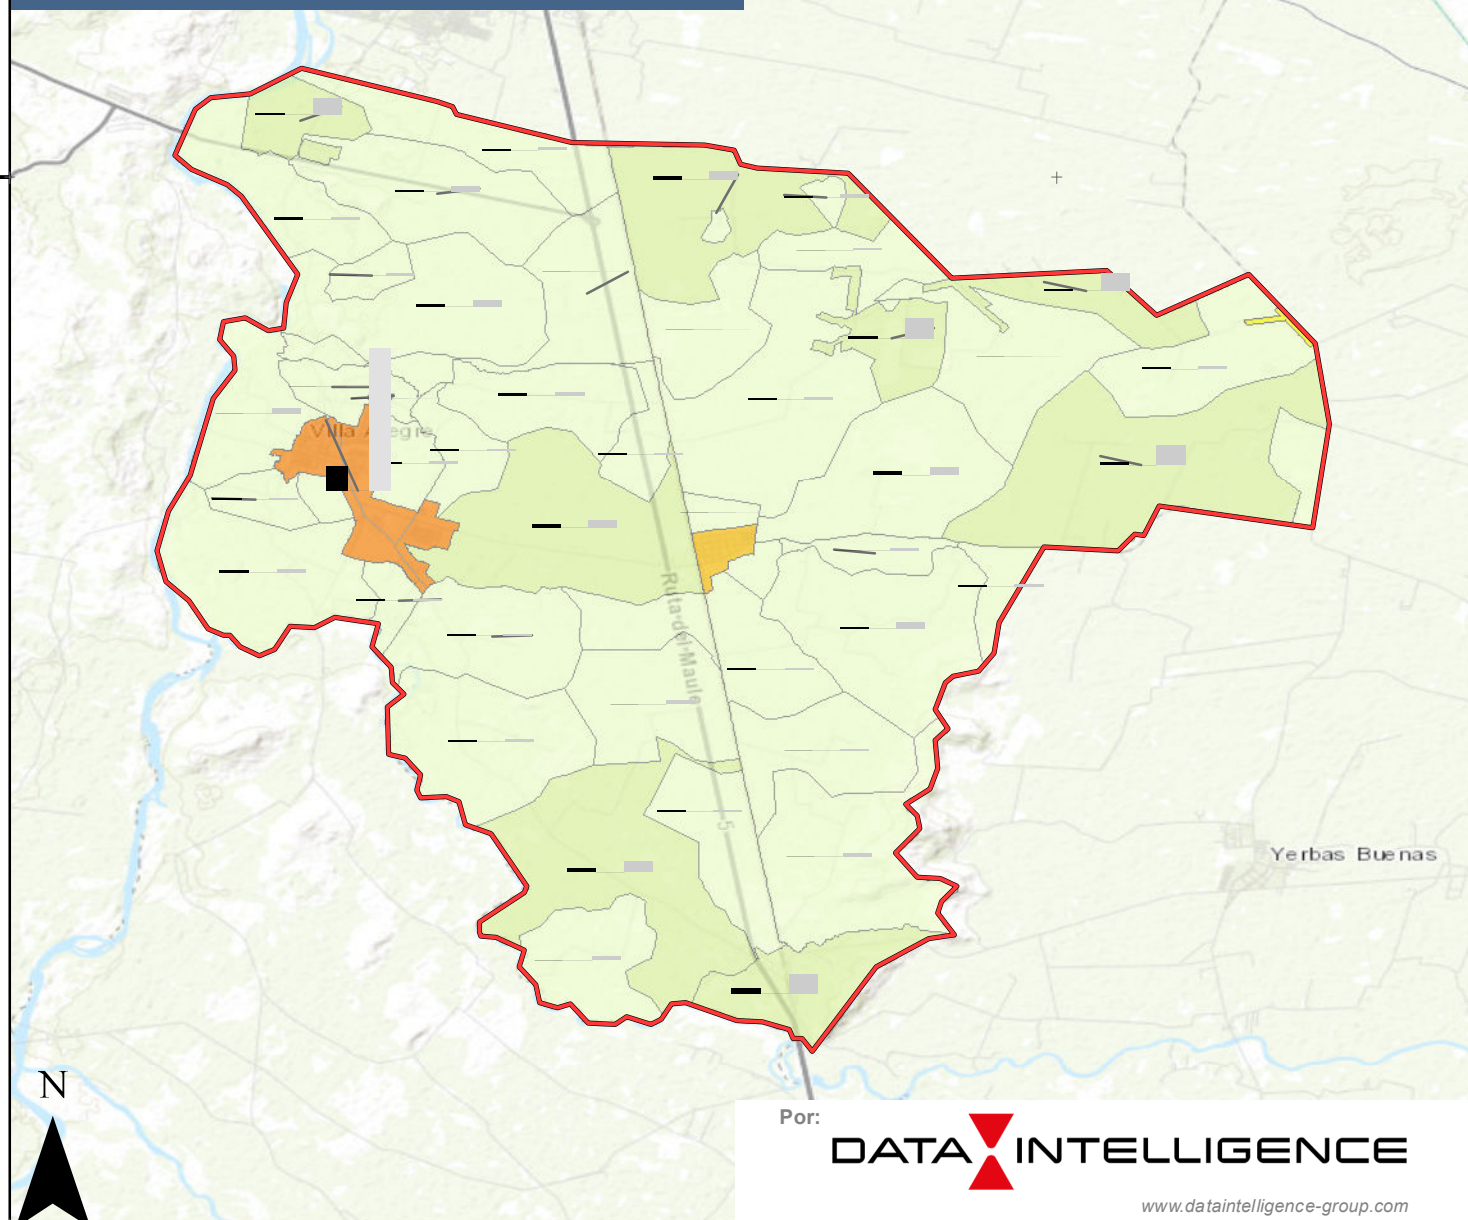 Villa Alegre
Ruta del Maule
5
Yerbas Buenas
N
Por:
DATA INTELLIGENCE
www.dataintelligence-group.com